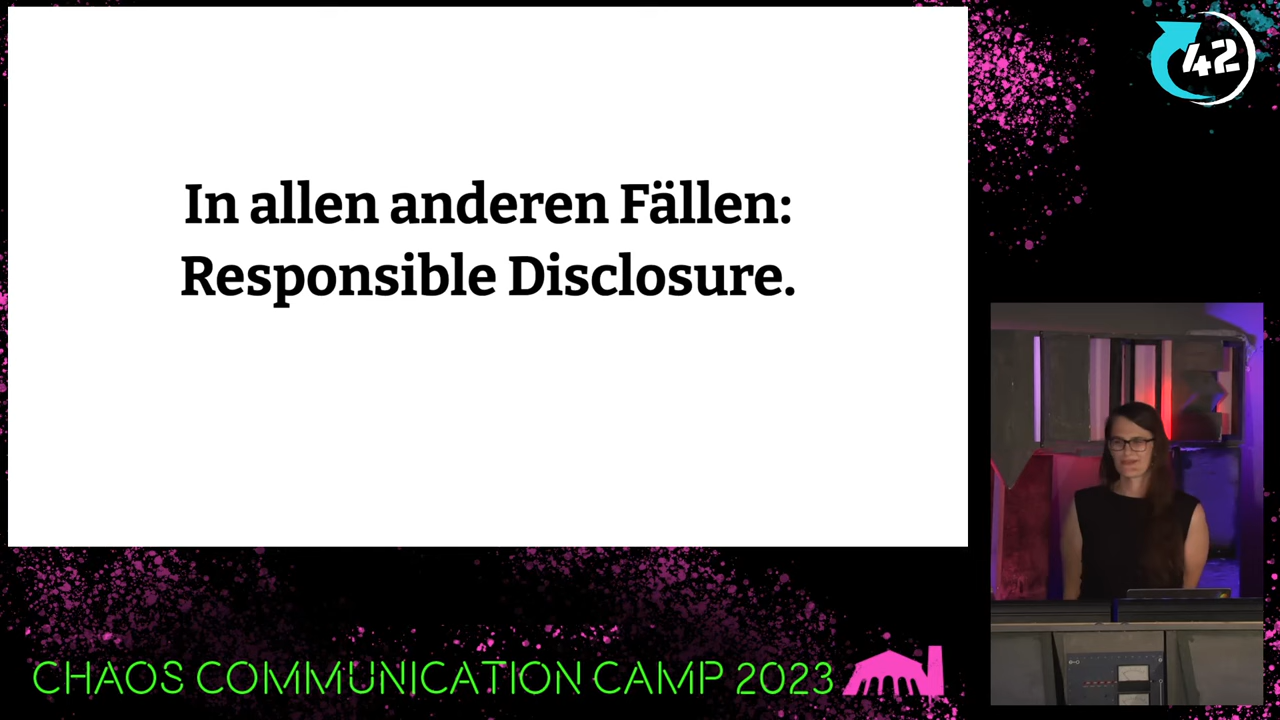 In allen anderen Fällen:
Responsible Disclosure.
42
CHAOS COMMUNICATION CAMP 2023